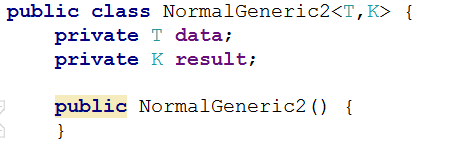 public class NormalGeneric2<T,K> {
    private T data;
    private K result;

    public NormalGeneric2() {
    }